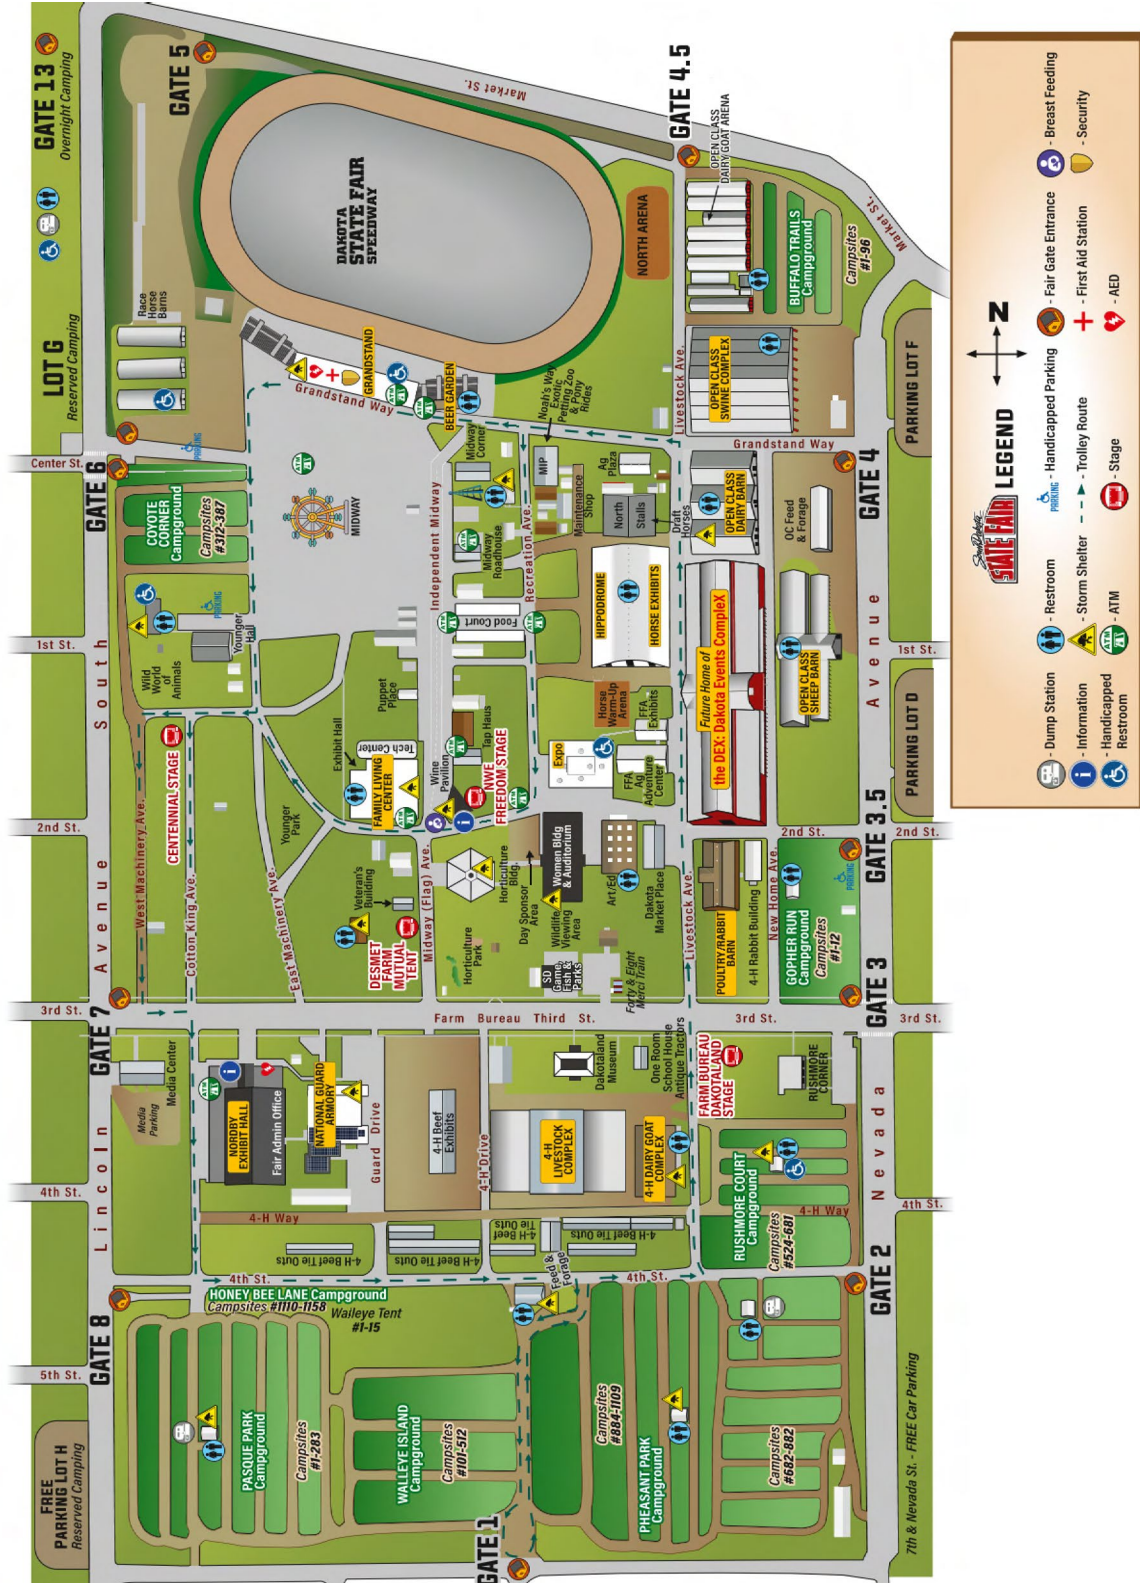 GATE 13
Overnight Camping
GATE 5
Market St.
GATE 4.5
OPEN CLASS
DAIRY GOAT ARENA
DAKOTA
STATE FAIR
SPEEDWAY
NORTH ARENA
BUFFALO TRAILS
Campground
Campsites
#1-96
Market St.
LOT G
Reserved Camping
Race
Horse
Barns
GRANDSTAND
Grandstand Way
BEER GARDEN
Noah's Way
Exotic
Petting Zoo
& Pony
Rides
Livestock Ave.
OPEN CLASS
SWINE COMPLEX
PARKING LOT F
Grandstand Way
Center St.
GATE 6
PARKING
COYOTE
CORNER
Campground
Campsites
#312-387
ATM
MIDWAY
Independent Midway
Midway
Corner
Midway
Roadhouse
Recreation Ave.
MIP
Maintenance
Shop
Ag
Plaza
North
Stalls
Draft
Horses
OPEN CLASS
DAIRY BARN
OC Feed
& Forage
GATE 4
HIPPODROME
HORSE EXHIBITS
Food Court
1st St.
South
PARKING
Younger
Hall
Wild
World
of
Animals
Puppet
Place
Exhibit Hall
Tech Center
FAMILY LIVING
CENTER
Wine
Pavilion
Tap Haus
NWE
FREEDOM STAGE
Horse
Warm-Up
Arena
FFA
Exhibits
Expo
FFA
Ag
Adventure
Center
Future Home of
the DEX: Dakota Events CompleX
OPEN CLASS
SHEEP BARN
Avenue
1st St.
PARKING LOT D
CENTENNIAL STAGE
2nd St.
West Machinery Ave.
Cotton King Ave.
East Machinery Ave.
Younger
Park
Veteran's
Building
DESMET
FARM
MUTUAL
TENT
Midway (Flag) Ave.
Horticulture
Bldg.
Horticulture
Park
Day Sponsor
Area
Women Bldg
& Auditorium
Wildlife
Viewing
Area
SD
Game,
Fish &
Parks
Art/Ed
Dakota
Market Place
Forty & Eight
Merci Train
Livestock Ave.
POULTRY/RABBIT
BARN
4-H Rabbit Building
New Home Ave.
2nd St.
2nd St.
GATE 3.5
PARKING
GOPHER RUN
Campground
Campsites
#1-12
GATE 3
Avenue
3rd St.
GATE 7
Farm Bureau Third St.
3rd St.
3rd St.
Media Center
Media
Parking
NORDBY
EXHIBIT HALL
Fair Admin Office
NATIONAL GUARD
ARMORY
Guard Drive
4-H Beef
Exhibits
4-H Drive
Dakotaland
Museum
One Room
School House
Antique Tractors
FARM BUREAU
DAKOTALAND
STAGE
RUSHMORE
CORNER
4-H
LIVESTOCK
COMPLEX
4-H DAIRY GOAT
COMPLEX
RUSHMORE COURT
Campground
Campsites
#524-681
4-H Way
Nevada
4th St.
Lincoln
4th St.
4-H Way
4-H Beef Tie Outs
4-H Beef Tie Outs
4-H Beef
Tie Outs
4-H Beef Tie Outs
Feed &
Forage
4th St.
4th St.
GATE 2
HONEY BEE LANE Campground
Campsites #1110-1158
Walleye Tent
#1-15
GATE 8
5th St.
PASQUE PARK
Campground
Campsites
#1-283
WALLEYE ISLAND
Campground
Campsites
#101-512
Campsites
#884-1109
PHEASANT PARK
Campground
Campsites
#682-882
FREE
PARKING LOT H
Reserved Camping
GATE 1
7th & Nevada St. - FREE Car Parking
South Dakota
STATE FAIR
LEGEND
N
- Dump Station
- Restroom
PARKING
- Handicapped Parking
- Fair Gate Entrance
- Breast Feeding
- Information
- Storm Shelter
- Trolley Route
- First Aid Station
- Security
- Handicapped
Restroom
ATM
- ATM
- Stage
- AED